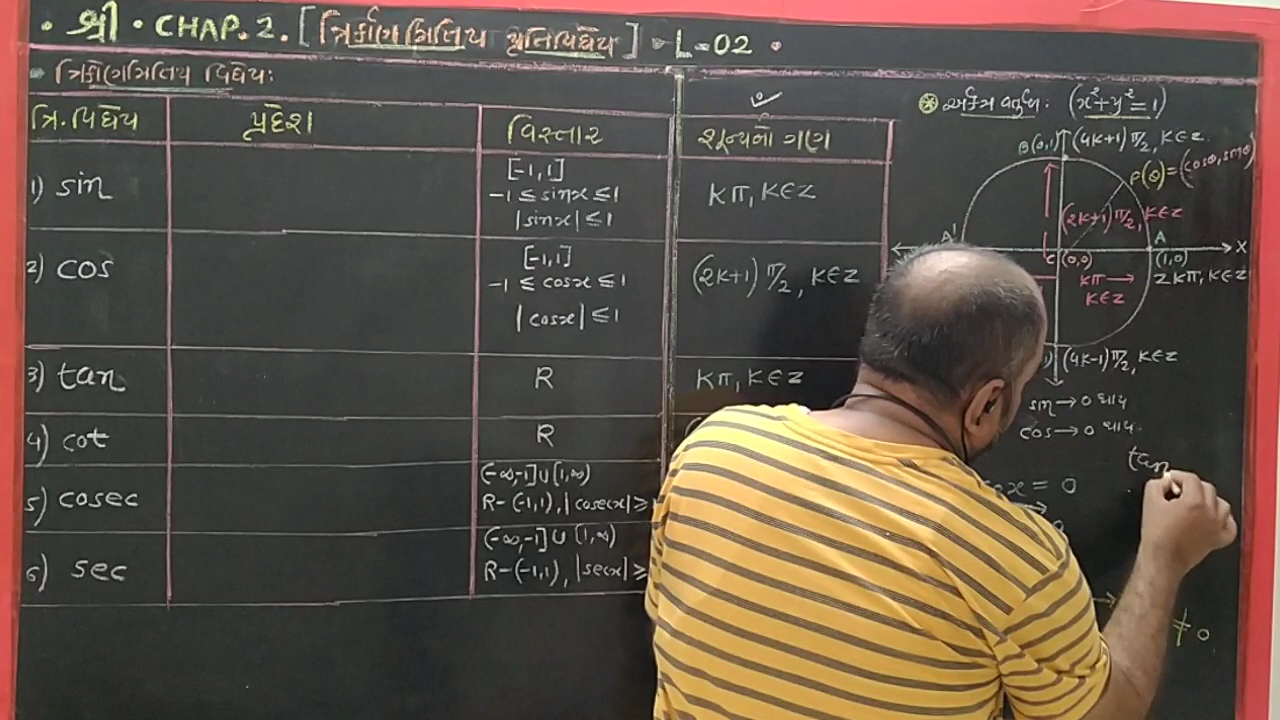 • શ્રી • CHAP. 2. [ ત્રિકોણમિતિય પ્રતિવિધેય ] - L-02 •
ત્રિકોણમિતિય વિધેય:
ત્રિ.વિધેય પ્રદેશ વિસ્તાર શૂન્યનો ગણ
1) sin [-1,1] Kπ, K∈Z
-1 ≤ sinx ≤ 1
|sinx| ≤ 1
2) cos [-1,1] (2K+1) π/2, K∈Z
-1 ≤ cosx ≤ 1
|cosx| ≤ 1
3) tan R Kπ, K∈Z
4) cot R
5) cosec (-∞,-1] ∪ [1,∞)
R-(-1,1), |cosecx| ≥
6) sec (-∞,-1] ∪ [1,∞)
R-(-1,1), |secx| ≥
એકમ વર્તુળ: (x²+y²=1)
B(0,1) (4K+1) π/2, K∈Z.
P(θ)=(cosθ, sinθ)
(2K+1) π/2, K∈Z
A' A X
C (0,0) (1,0)
Kπ → 2Kπ, K∈Z
K∈Z
(4K-1) π/2, K∈Z
sin → 0 થાય
cos → 0 થાય.
tan
x = 0
≠ 0